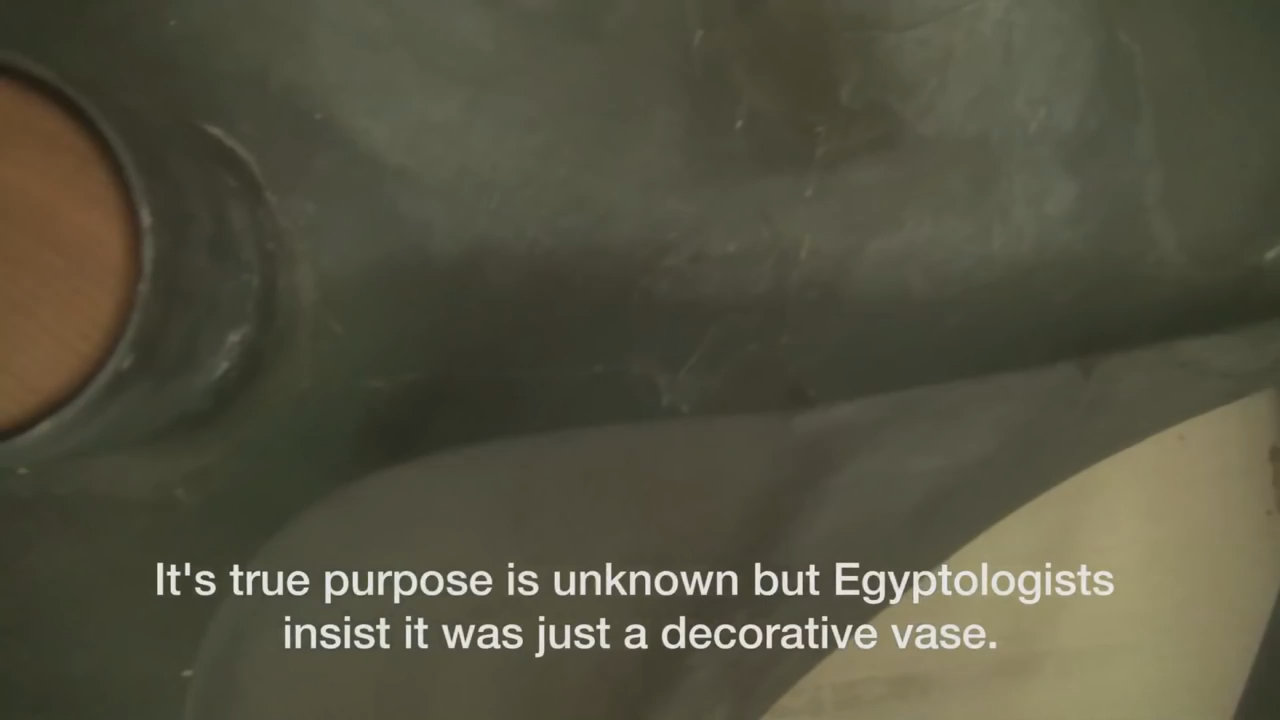 It's true purpose is unknown but Egyptologists
insist it was just a decorative vase.